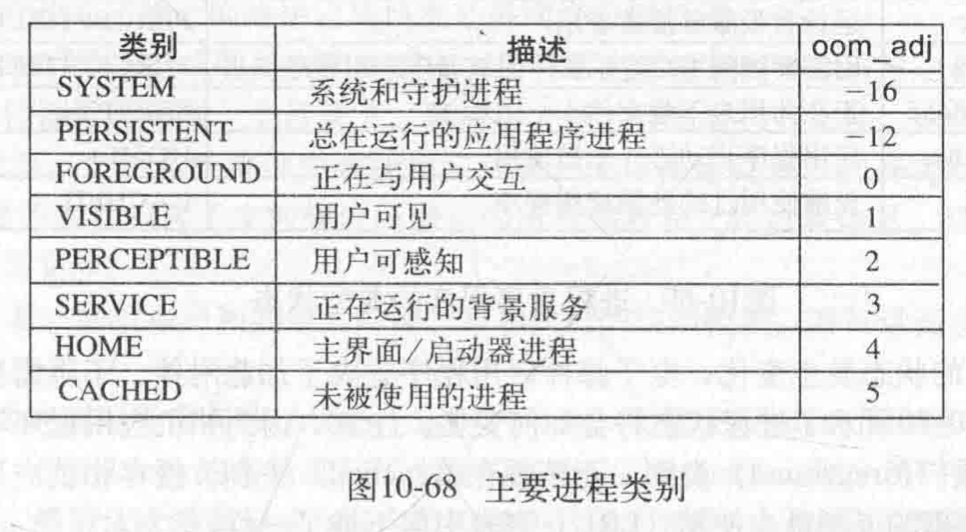 类别 描述 oom_adj
SYSTEM 系统和守护进程 −16
PERSISTENT 总在运行的应用程序进程 −12
FOREGROUND 正在与用户交互 0
VISIBLE 用户可见 1
PERCEPTIBLE 用户可感知 2
SERVICE 正在运行的背景服务 3
HOME 主界面/启动器进程 4
CACHED 未被使用的进程 5
图10-68 主要进程类别